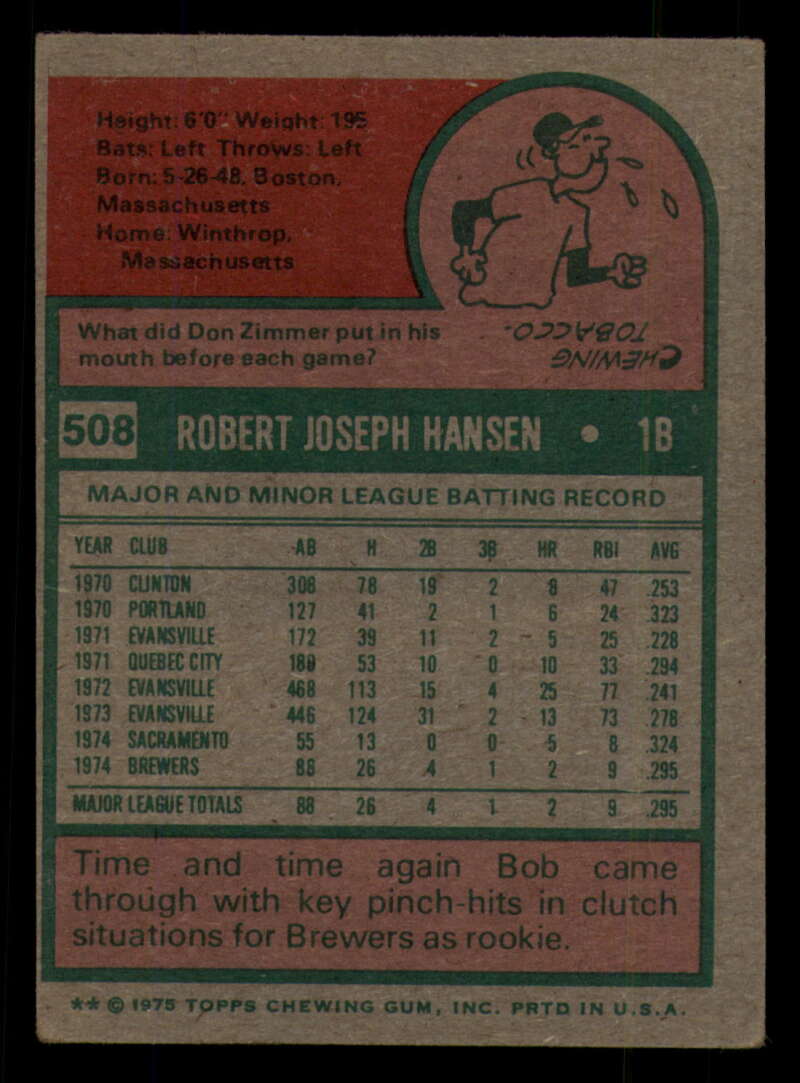 Height: 6'0" Weight: 195
Bats: Left Throws: Left
Born: 5-26-48, Boston,
Massachusetts
Home: Winthrop,
Massachusetts
What did Don Zimmer put in his
mouth before each game?
CHEWING
TOBACCO.
508 ROBERT JOSEPH HANSEN • 1B
MAJOR AND MINOR LEAGUE BATTING RECORD
YEAR CLUB AB H 2B 3B HR RBI AVG
1970 CLINTON 308 78 19 2 8 47 .253
1970 PORTLAND 127 41 2 1 6 24 .323
1971 EVANSVILLE 172 39 11 2 5 25 .228
1971 QUEBEC CITY 180 53 10 0 10 33 .294
1972 EVANSVILLE 468 113 15 4 25 77 .241
1973 EVANSVILLE 446 124 31 2 13 73 .278
1974 SACRAMENTO 55 13 0 0 5 8 .324
1974 BREWERS 88 26 4 1 2 9 .295
MAJOR LEAGUE TOTALS 88 26 4 1 2 9 .295
Time and time again Bob came
through with key pinch-hits in clutch
situations for Brewers as rookie.
** © 1975 TOPPS CHEWING GUM, INC. PRTD IN U.S.A.